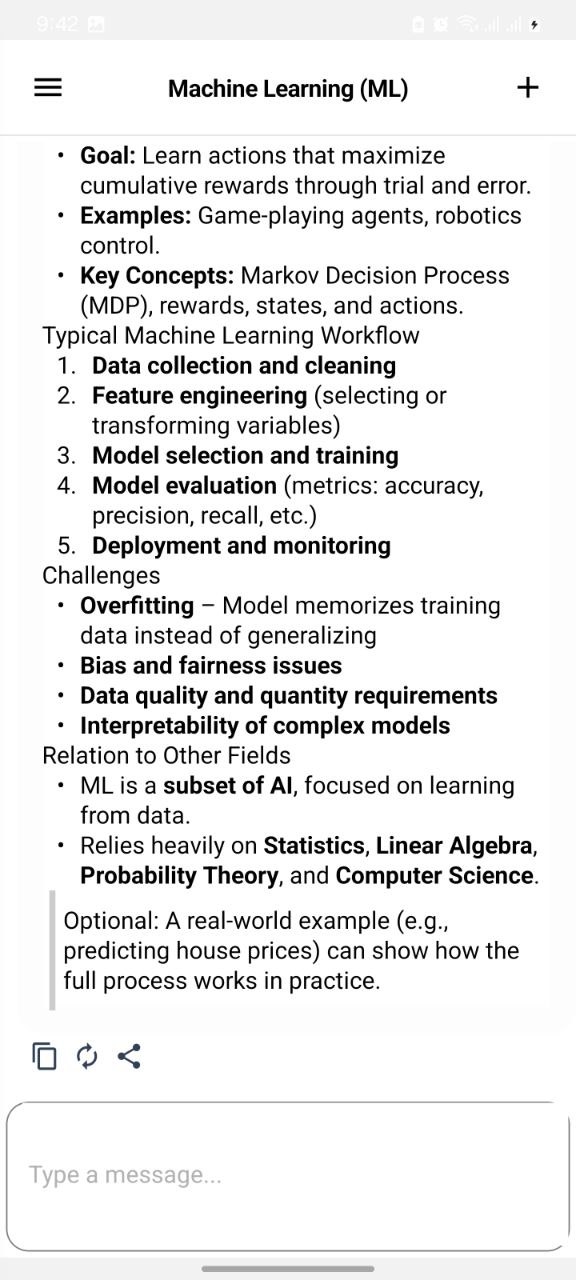 9:42
Machine Learning (ML)
• Goal: Learn actions that maximize
cumulative rewards through trial and error.
• Examples: Game-playing agents, robotics
control.
• Key Concepts: Markov Decision Process
(MDP), rewards, states, and actions.
Typical Machine Learning Workflow
1. Data collection and cleaning
2. Feature engineering (selecting or
transforming variables)
3. Model selection and training
4. Model evaluation (metrics: accuracy,
precision, recall, etc.)
5. Deployment and monitoring
Challenges
• Overfitting – Model memorizes training
data instead of generalizing
• Bias and fairness issues
• Data quality and quantity requirements
• Interpretability of complex models
Relation to Other Fields
• ML is a subset of AI, focused on learning
from data.
• Relies heavily on Statistics, Linear Algebra,
Probability Theory, and Computer Science.
Optional: A real-world example (e.g.,
predicting house prices) can show how the
full process works in practice.
Type a message...